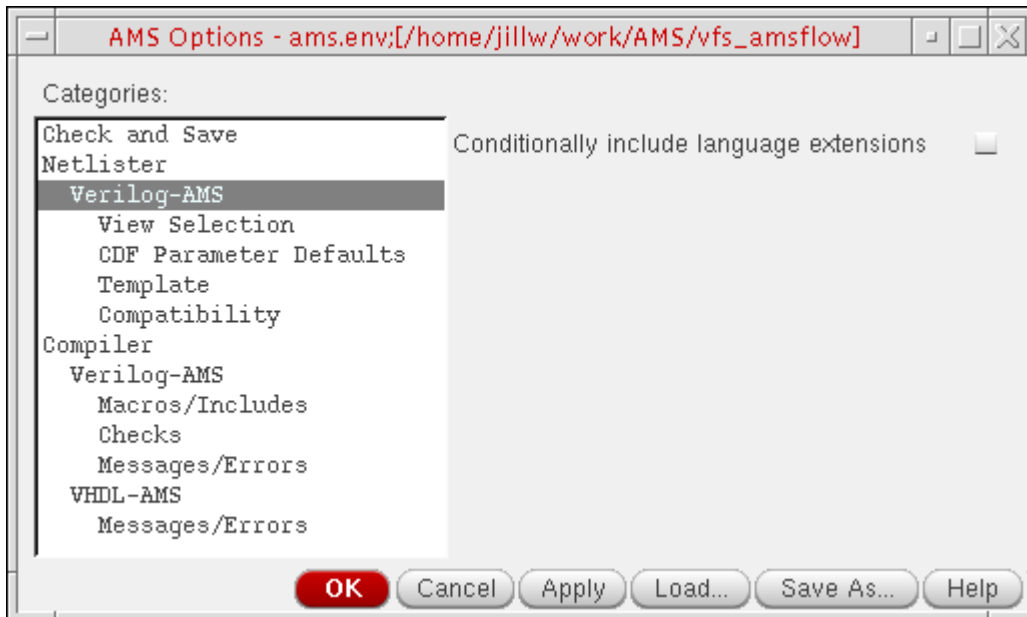 AMS Options - ams.env;[/home/jillw/work/AMS/vfs_amsflow]
Categories:
Check and Save
Netlister
Verilog-AMS
View Selection
CDF Parameter Defaults
Template
Compatibility
Compiler
Verilog-AMS
Macros/Includes
Checks
Messages/Errors
VHDL-AMS
Messages/Errors
Conditionally include language extensions
OK Cancel Apply Load... Save As... Help